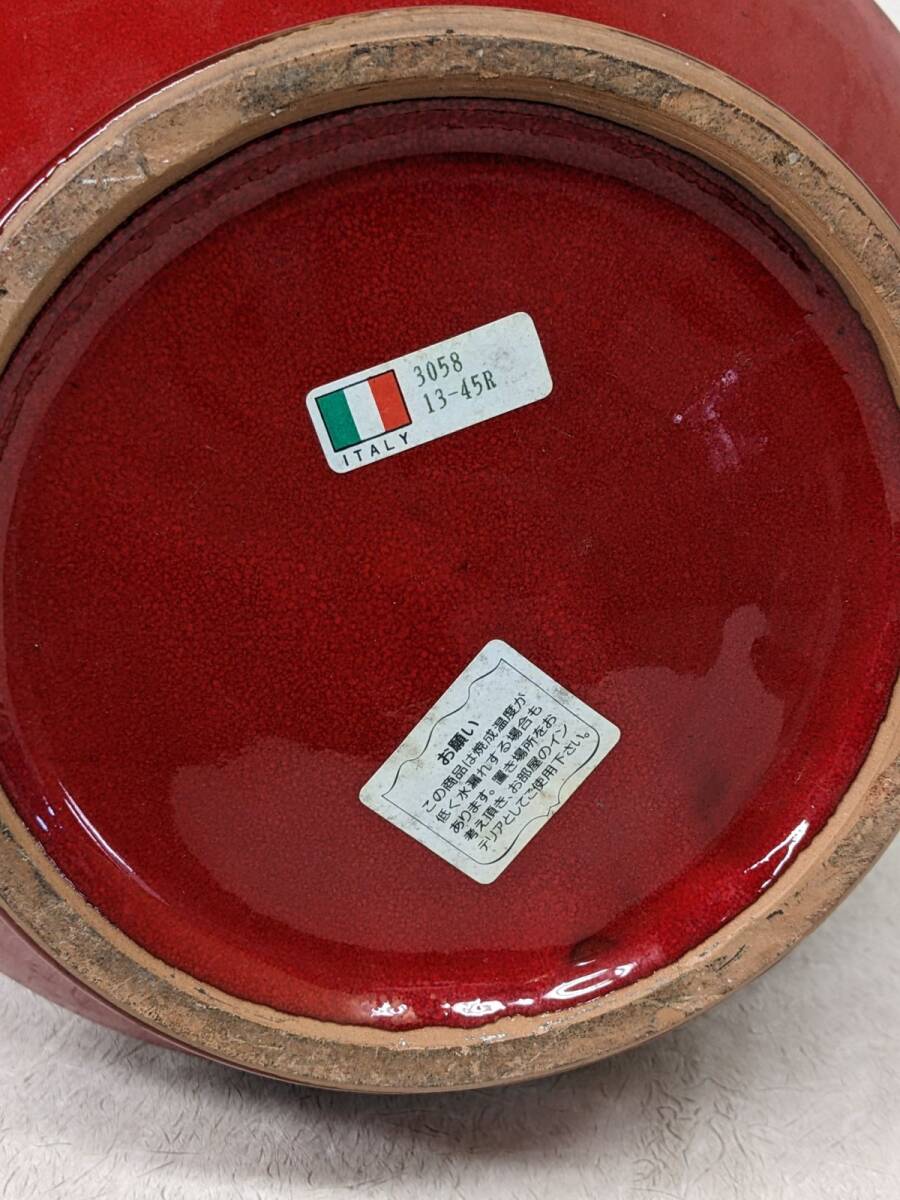 3058
13-45R
ITALY
お願い
この商品は焼成温度が
低く水漏れする場合も
あります。置き場所をお
考え頂き、お部屋のイン
テリアとしてご使用下さい。